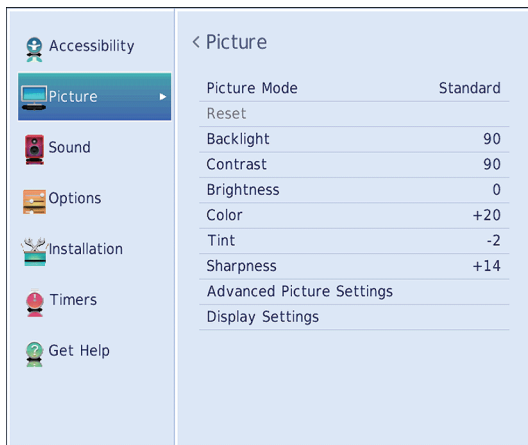 Accessibility
Picture
Sound
Options
Installation
Timers
Get Help
< Picture
Picture Mode Standard
Reset
Backlight 90
Contrast 90
Brightness 0
Color +20
Tint -2
Sharpness +14
Advanced Picture Settings
Display Settings